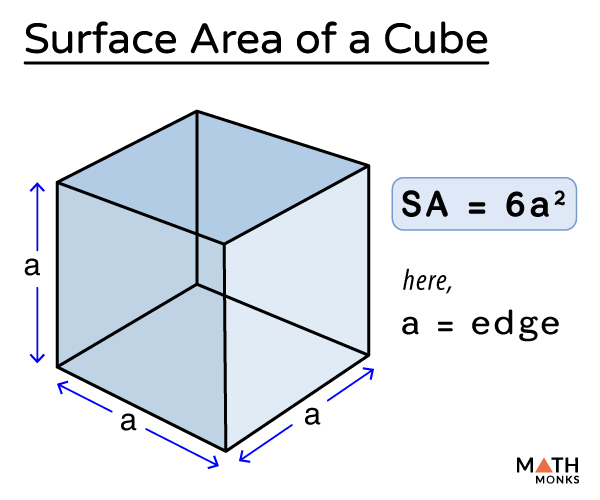 Surface Area of a Cube
SA = 6a²
a
here,
a = edge
a
a
MATH
MONKS